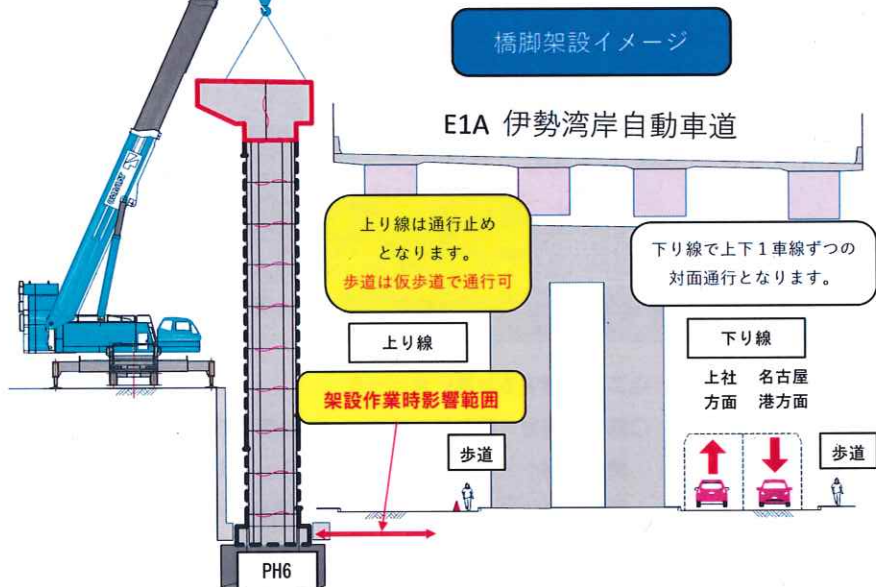 橋脚架設イメージ
E1A 伊勢湾岸自動車道
上り線は通行止め
となります。
歩道は仮歩道で通行可
下り線で上下1車線ずつの
対面通行となります。
上り線
下り線
上社
方面
名古屋
港方面
架設作業時影響範囲
歩道
歩道
PH6